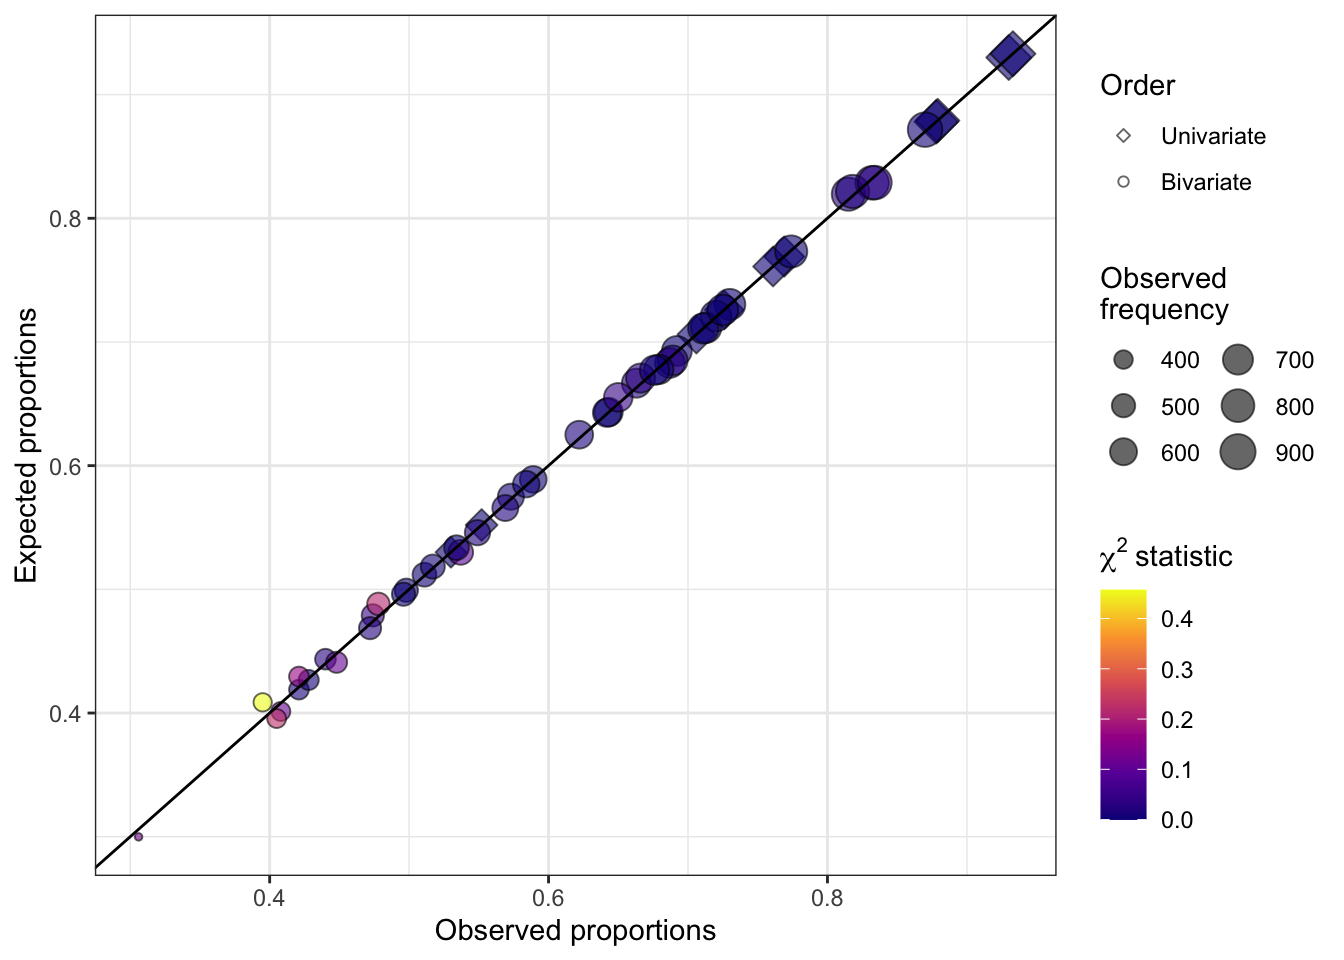 Expected proportions
0.8
0.6
0.4
0.4
0.6
0.8
Observed proportions
Order
Univariate
Bivariate
Observed
frequency
400
700
500
800
600
900
χ² statistic
0.4
0.3
0.2
0.1
0.0